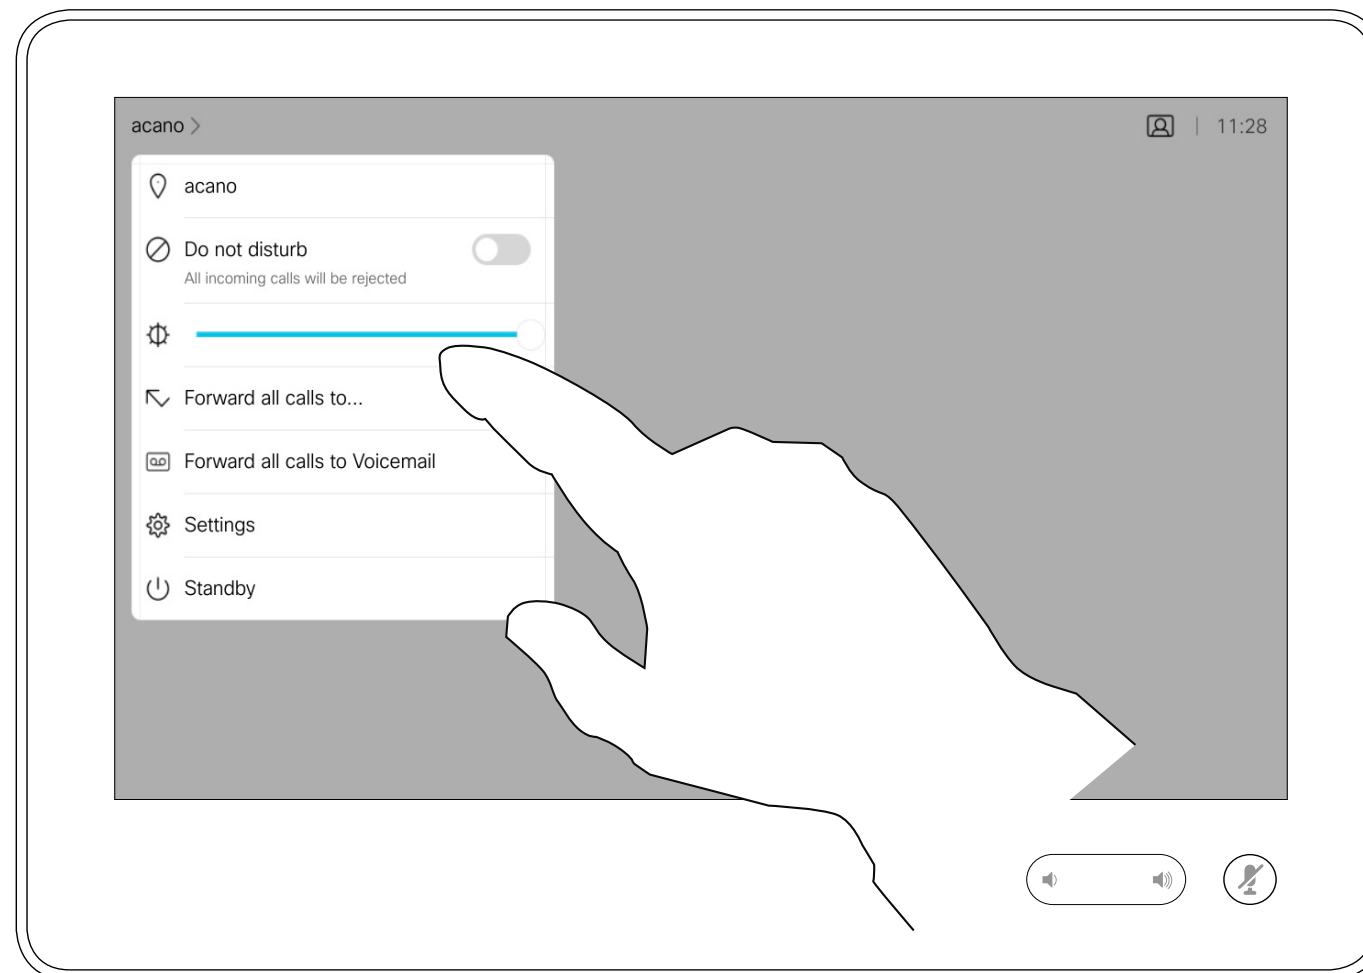 acano
11:28
acano
Do not disturb
All incoming calls will be rejected
Forward all calls to...
Forward all calls to Voicemail
Settings
Standby